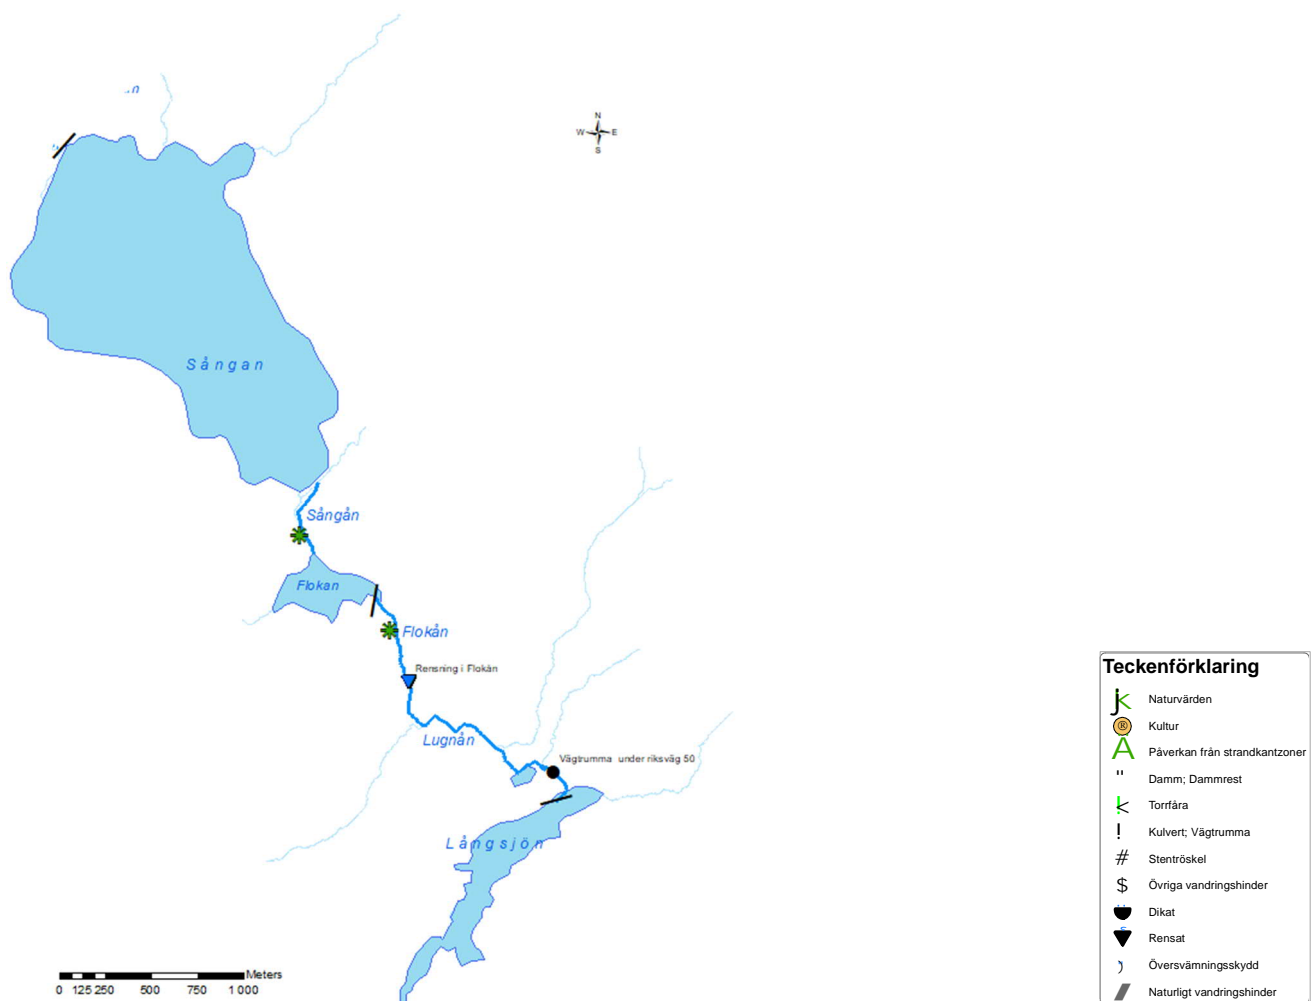 N
W E
S
Sångan
Sångån
Flokan
Flokån
Rensning i Flokån
Lugnån
Vägtrumma under riksväg 50
Långsjön
Meters
0 125 250 500 750 1 000
Teckenförklaring
Naturvärden
® Kultur
Påverkan från strandkantzoner
" Damm; Dammrest
Torrfåra
! Kulvert; Vägtrumma
# Stentröskel
$ Övriga vandringshinder
Dikat
Rensat
Översvämningsskydd
Naturligt vandringshinder